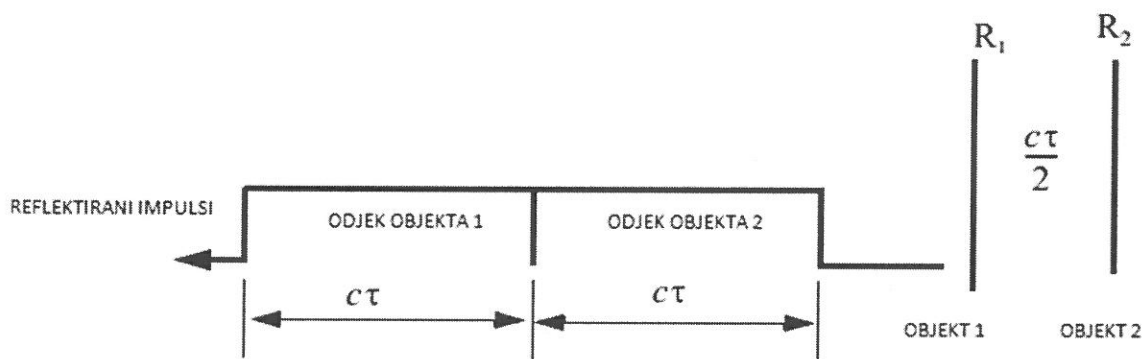 R₁
R₂
cτ
2
REFLEKTIRANI IMPULSI
ODJEK OBJEKTA 1
ODJEK OBJEKTA 2
cτ
cτ
OBJEKT 1
OBJEKT 2